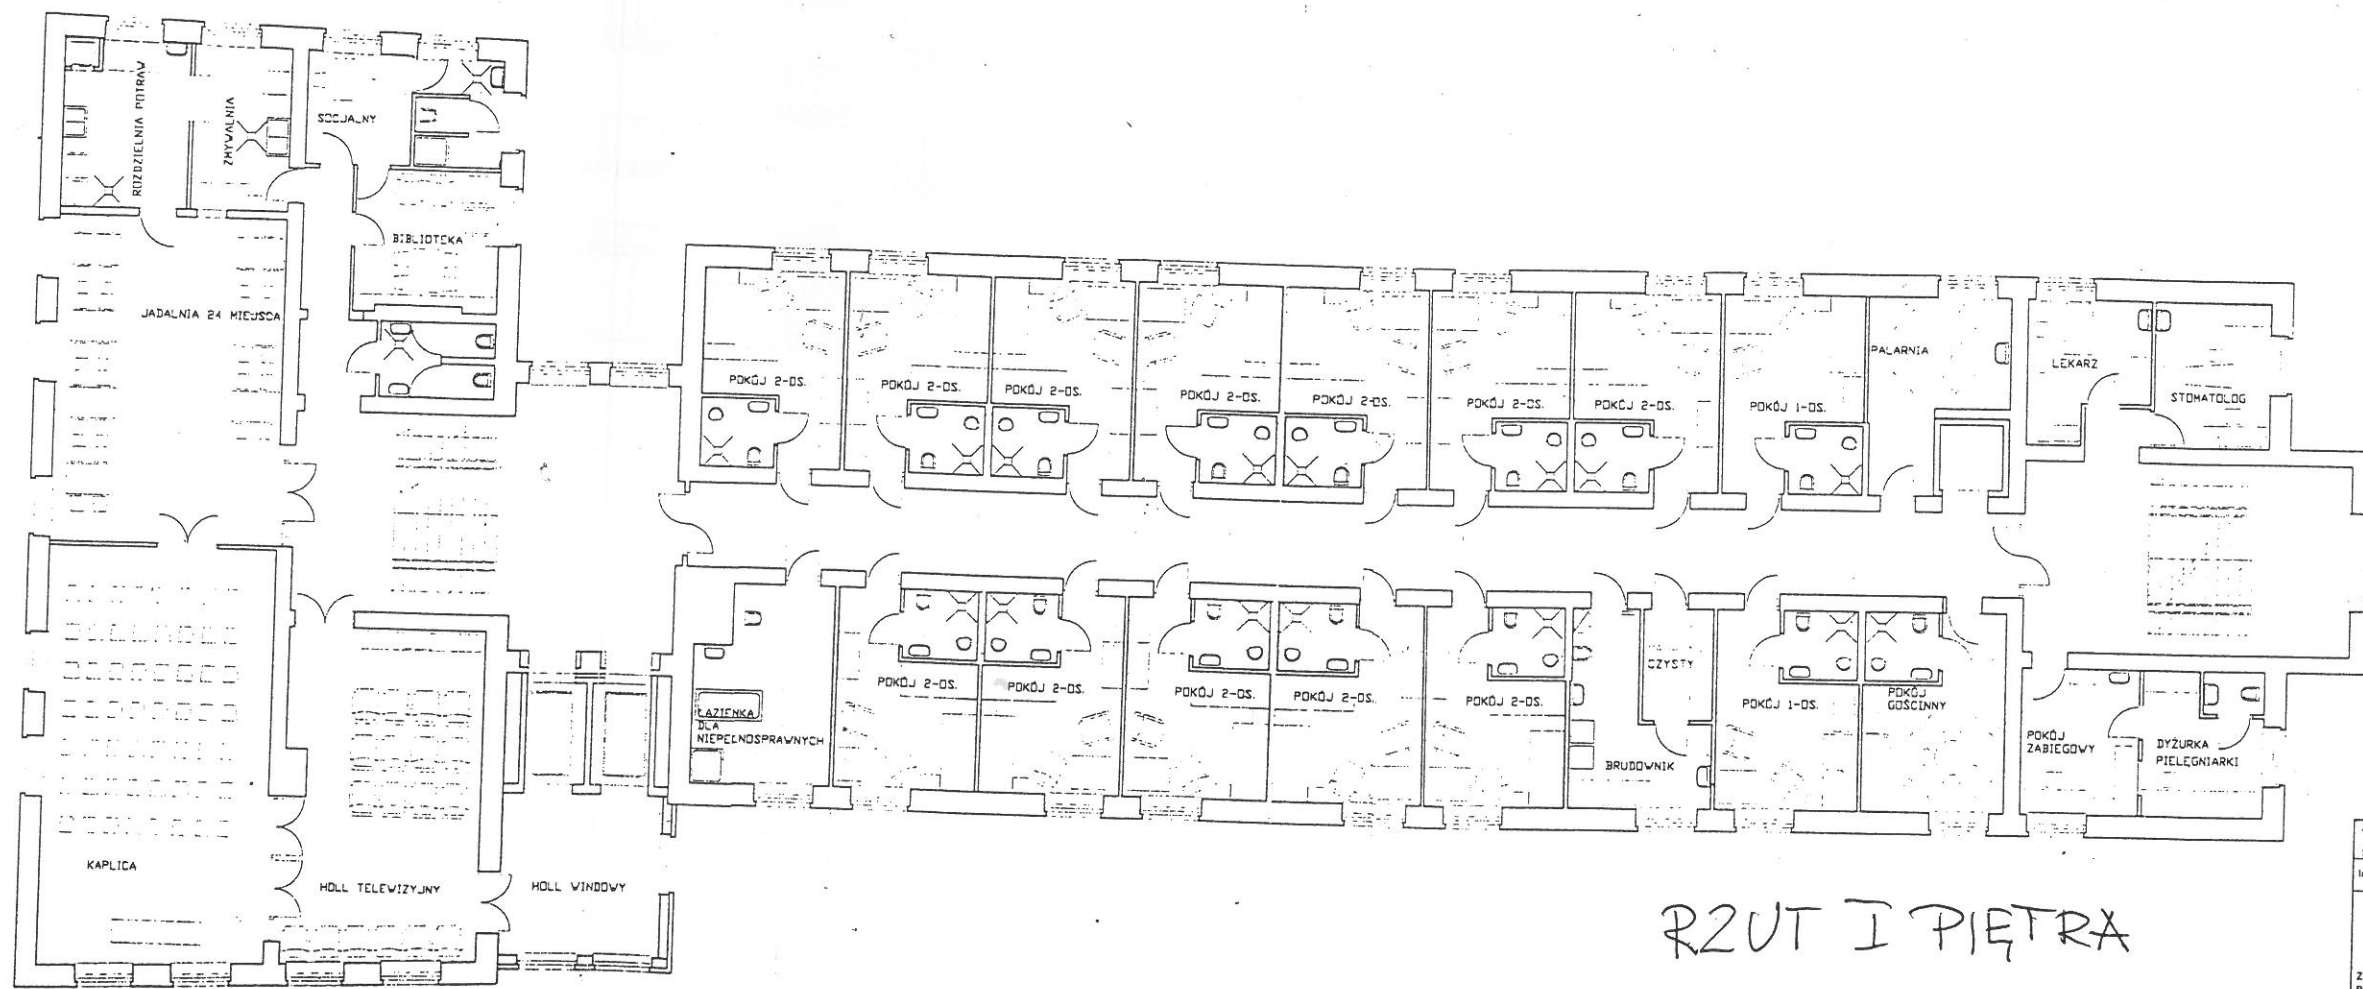 ROZDZIELNIA POTRAW
ZMYWALNIA
SOCJALNY
BIBLIOTEKA
JADALNIA 24 MIEJSCA
POKÓJ 2-OS.
POKÓJ 2-OS.
POKÓJ 2-OS.
POKÓJ 2-OS.
POKÓJ 2-OS.
POKÓJ 2-OS.
POKÓJ 2-OS.
POKÓJ 1-OS.
PALARNIA
LEKARZ
STOMATOLOG
ŁAZIENKA
DLA
NIEPEŁNOSPRAWNYCH
POKÓJ 2-OS.
POKÓJ 2-OS.
POKÓJ 2-OS.
POKÓJ 2-OS.
POKÓJ 2-OS.
CZYSTY
BRUDOWNIK
POKÓJ 1-OS.
POKÓJ
GOŚCINNY
POKÓJ
ZABIEGOWY
DYŻURKA
PIELĘGNIARKI
KAPLICA
HOLL TELEWIZYJNY
HOLL WINDOWY
RZUT I PIĘTRA